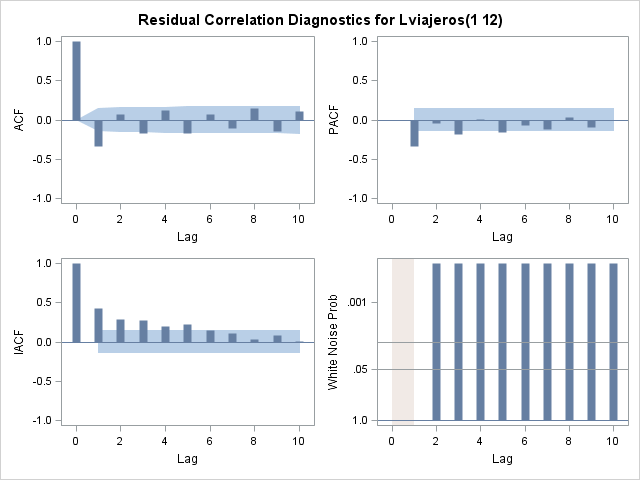 Residual Correlation Diagnostics for Lviajeros(1 12)
1.0
0.5
0.0
-0.5
-1.0
ACF
0 2 4 6 8 10
Lag
1.0
0.5
0.0
-0.5
-1.0
PACF
0 2 4 6 8 10
Lag
1.0
0.5
0.0
-0.5
-1.0
IACF
0 2 4 6 8 10
Lag
.001
.05
1.0
White Noise Prob
0 2 4 6 8 10
Lag